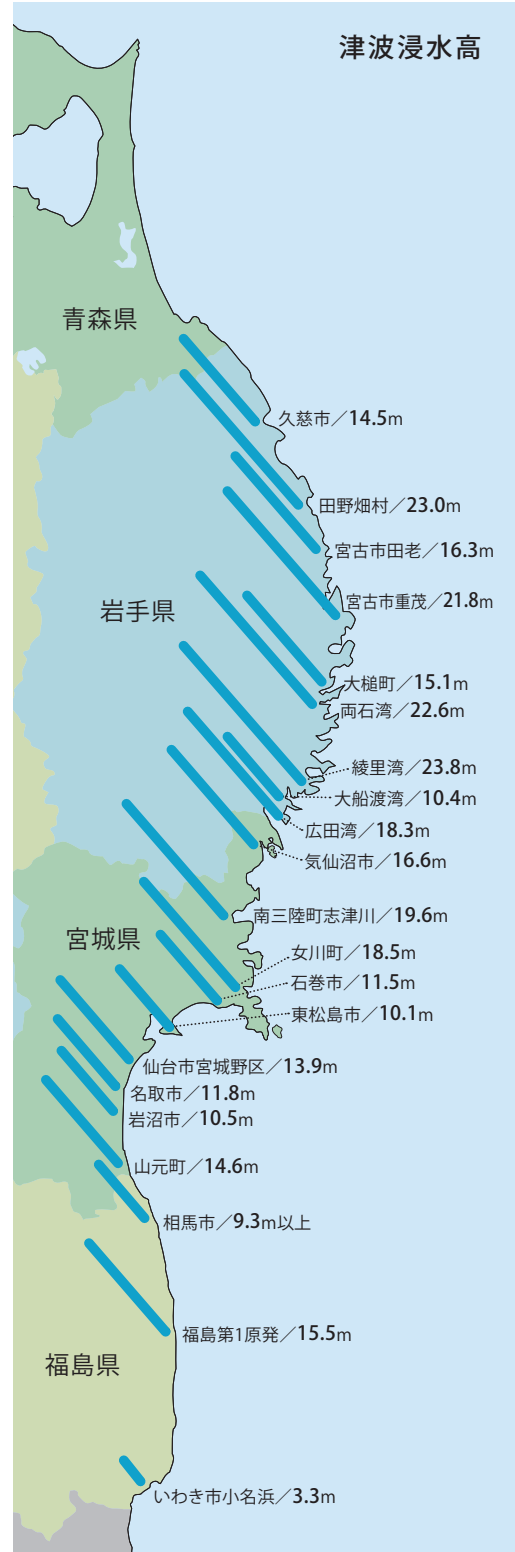 津波浸水高
青森県
久慈市／14.5m
田野畑村／23.0m
宮古市田老／16.3m
宮古市重茂／21.8m
岩手県
大槌町／15.1m
両石湾／22.6m
綾里湾／23.8m
大船渡湾／10.4m
広田湾／18.3m
気仙沼市／16.6m
南三陸町志津川／19.6m
宮城県
女川町／18.5m
石巻市／11.5m
東松島市／10.1m
仙台市宮城野区／13.9m
名取市／11.8m
岩沼市／10.5m
山元町／14.6m
相馬市／9.3m以上
福島第1原発／15.5m
福島県
いわき市小名浜／3.3m